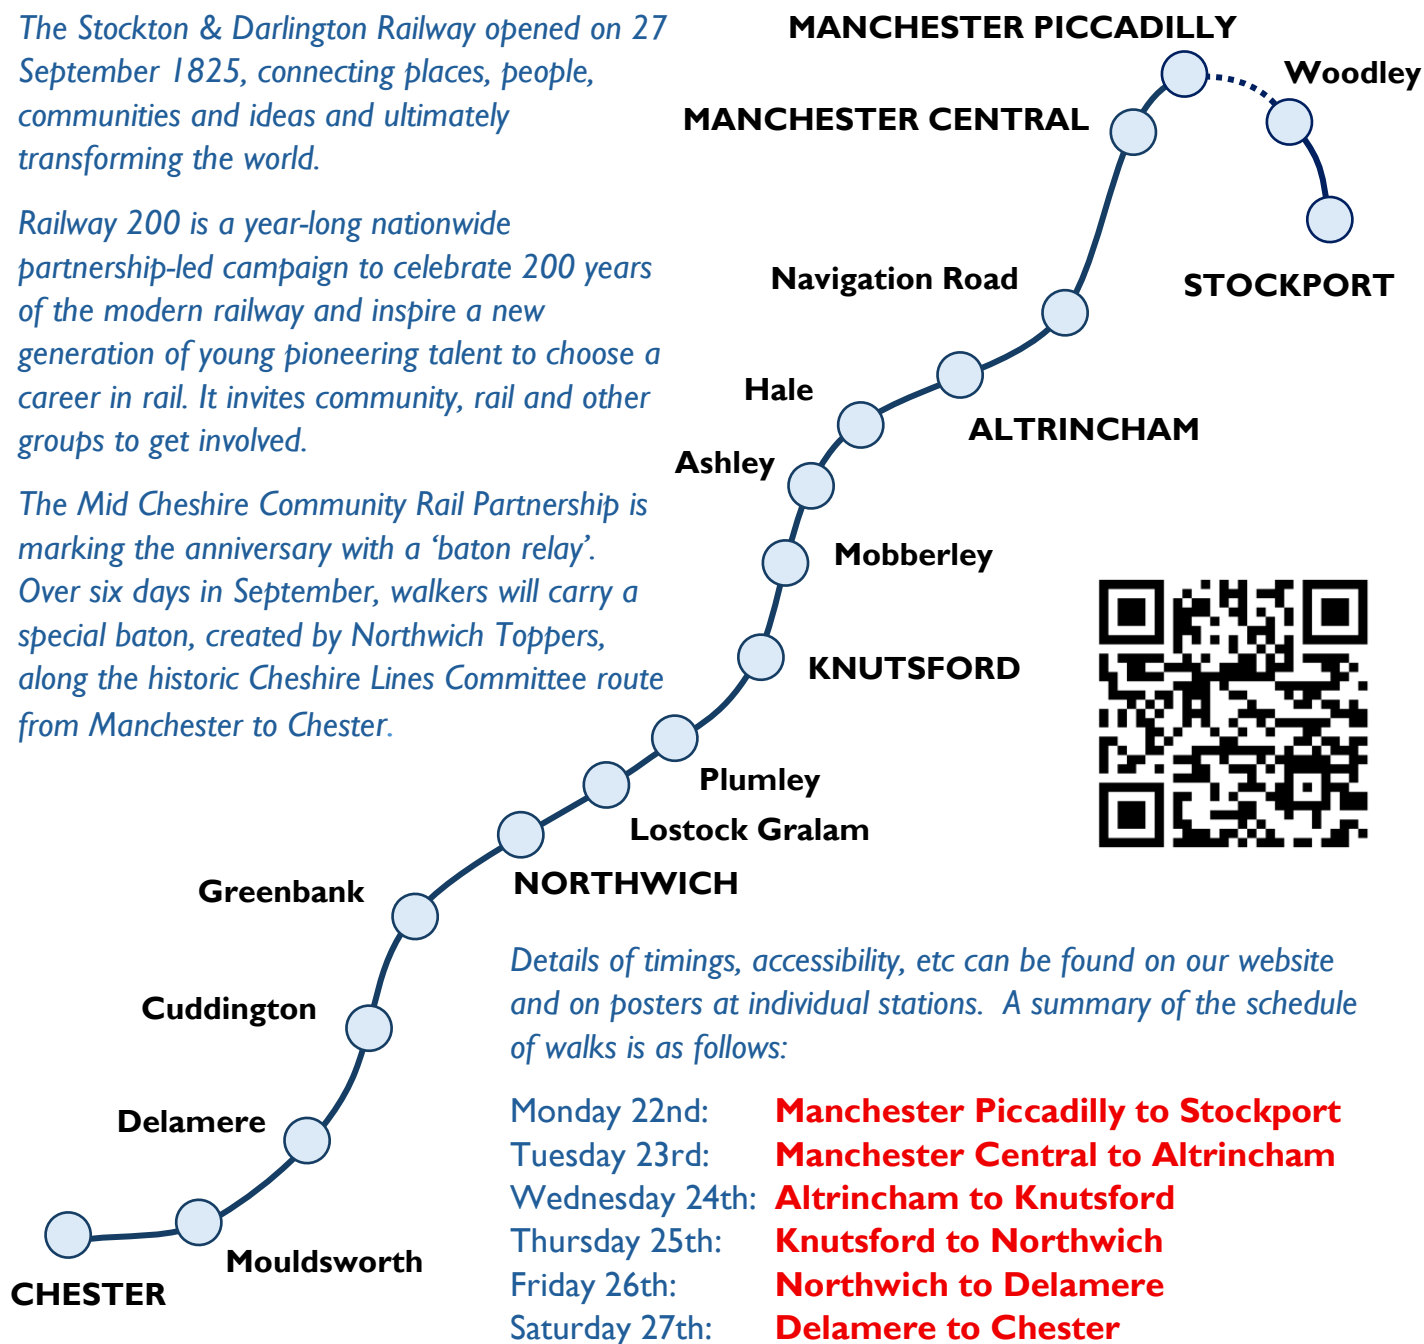 The Stockton & Darlington Railway opened on 27
September 1825, connecting places, people,
communities and ideas and ultimately
transforming the world.
Railway 200 is a year-long nationwide
partnership-led campaign to celebrate 200 years
of the modern railway and inspire a new
generation of young pioneering talent to choose a
career in rail. It invites community, rail and other
groups to get involved.
The Mid Cheshire Community Rail Partnership is
marking the anniversary with a ‘baton relay’.
Over six days in September, walkers will carry a
special baton, created by Northwich Toppers,
along the historic Cheshire Lines Committee route
from Manchester to Chester.
MANCHESTER PICCADILLY
Woodley
MANCHESTER CENTRAL
STOCKPORT
Navigation Road
ALTRINCHAM
Hale
Ashley
Mobberley
KNUTSFORD
Plumley
Lostock Gralam
NORTHWICH
Greenbank
Cuddington
Delamere
Mouldsworth
CHESTER
Details of timings, accessibility, etc can be found on our website
and on posters at individual stations.  A summary of the schedule
of walks is as follows:
Monday 22nd: Manchester Piccadilly to Stockport
Tuesday 23rd: Manchester Central to Altrincham
Wednesday 24th: Altrincham to Knutsford
Thursday 25th: Knutsford to Northwich
Friday 26th: Northwich to Delamere
Saturday 27th: Delamere to Chester